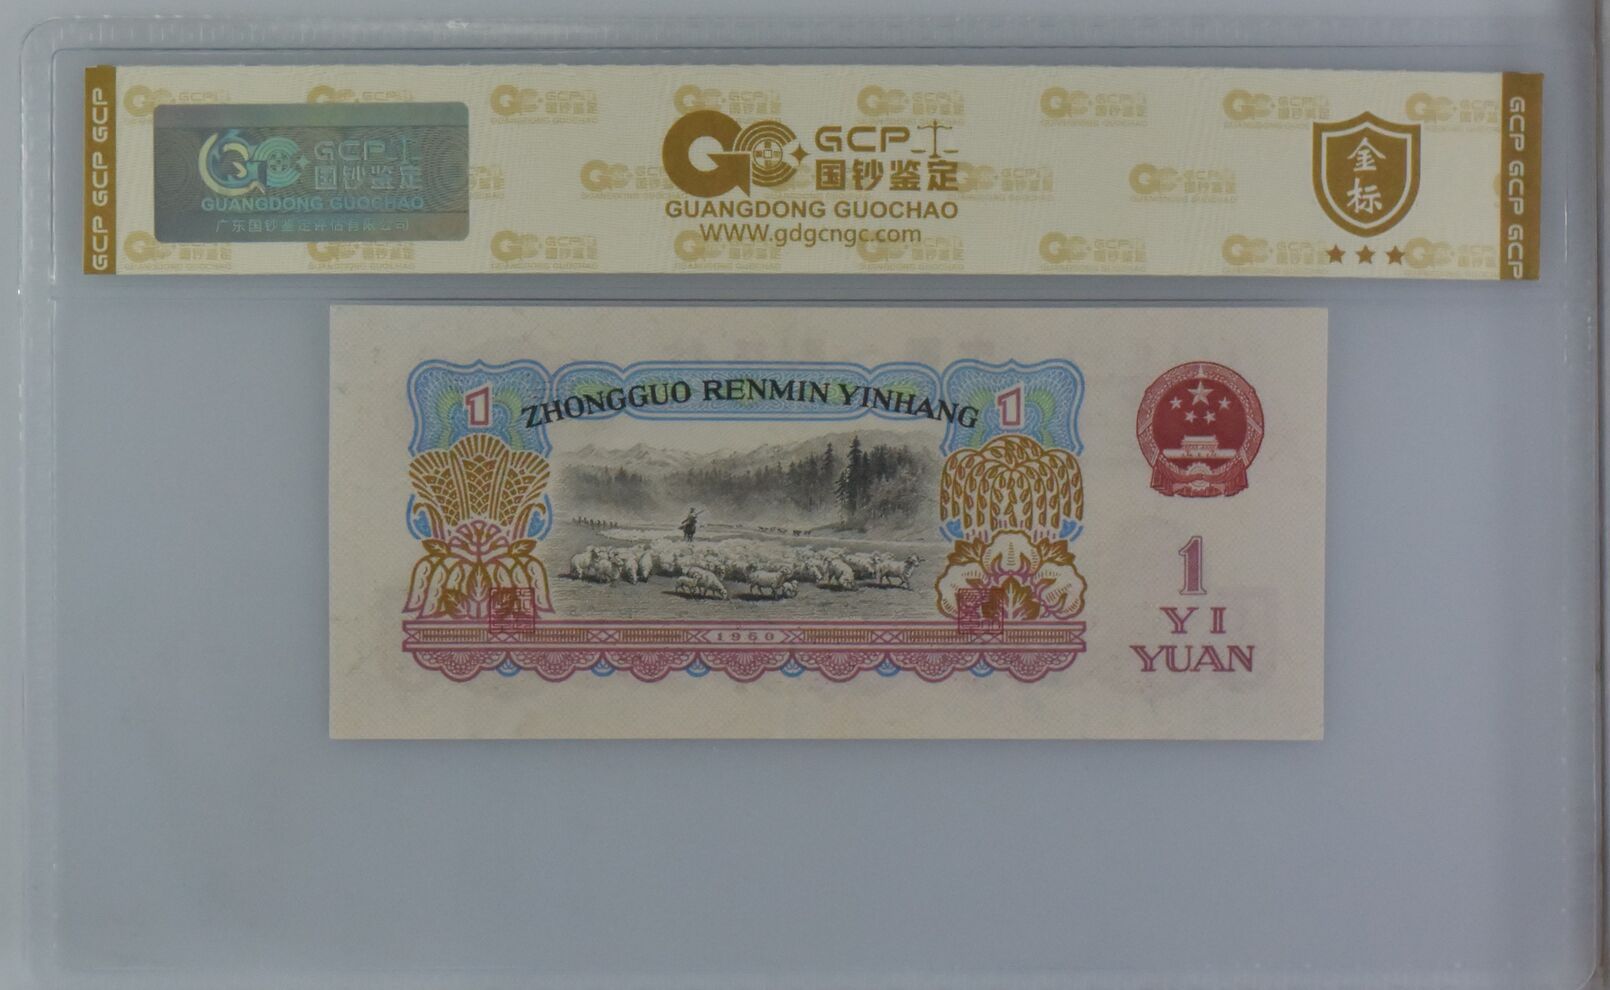 GCP GCP GCP
GCP
国钞鉴定
GUANGDONG GUOCHAO
广东国钞鉴定评估有限公司
GCP
国钞鉴定
GUANGDONG GUOCHAO
WWW.gdgcngc.com
金标
GCP GCP GCP GCP
1
ZHONGGUO RENMIN YINHANG
1
1960
1
YI
YUAN